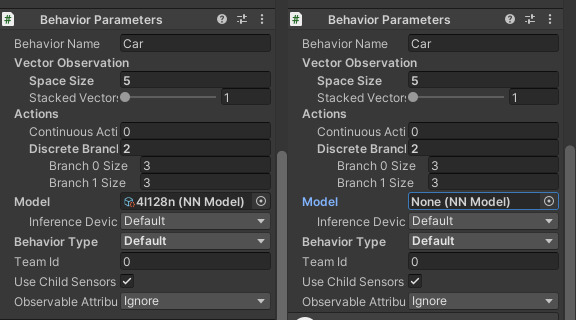 Behavior Parameters
Behavior Name Car
Vector Observation
Space Size 5
Stacked Vectors 1
Actions
Continuous Acti 0
Discrete Brancl 2
Branch 0 Size 3
Branch 1 Size 3
Model 4l128n (NN Model)
Inference Devic Default
Behavior Type Default
Team Id 0
Use Child Sensors
Observable Attribu Ignore
Behavior Parameters
Behavior Name Car
Vector Observation
Space Size 5
Stacked Vectors 1
Actions
Continuous Acti 0
Discrete Brancl 2
Branch 0 Size 3
Branch 1 Size 3
Model None (NN Model)
Inference Devic Default
Behavior Type Default
Team Id 0
Use Child Sensors
Observable Attribu Ignore